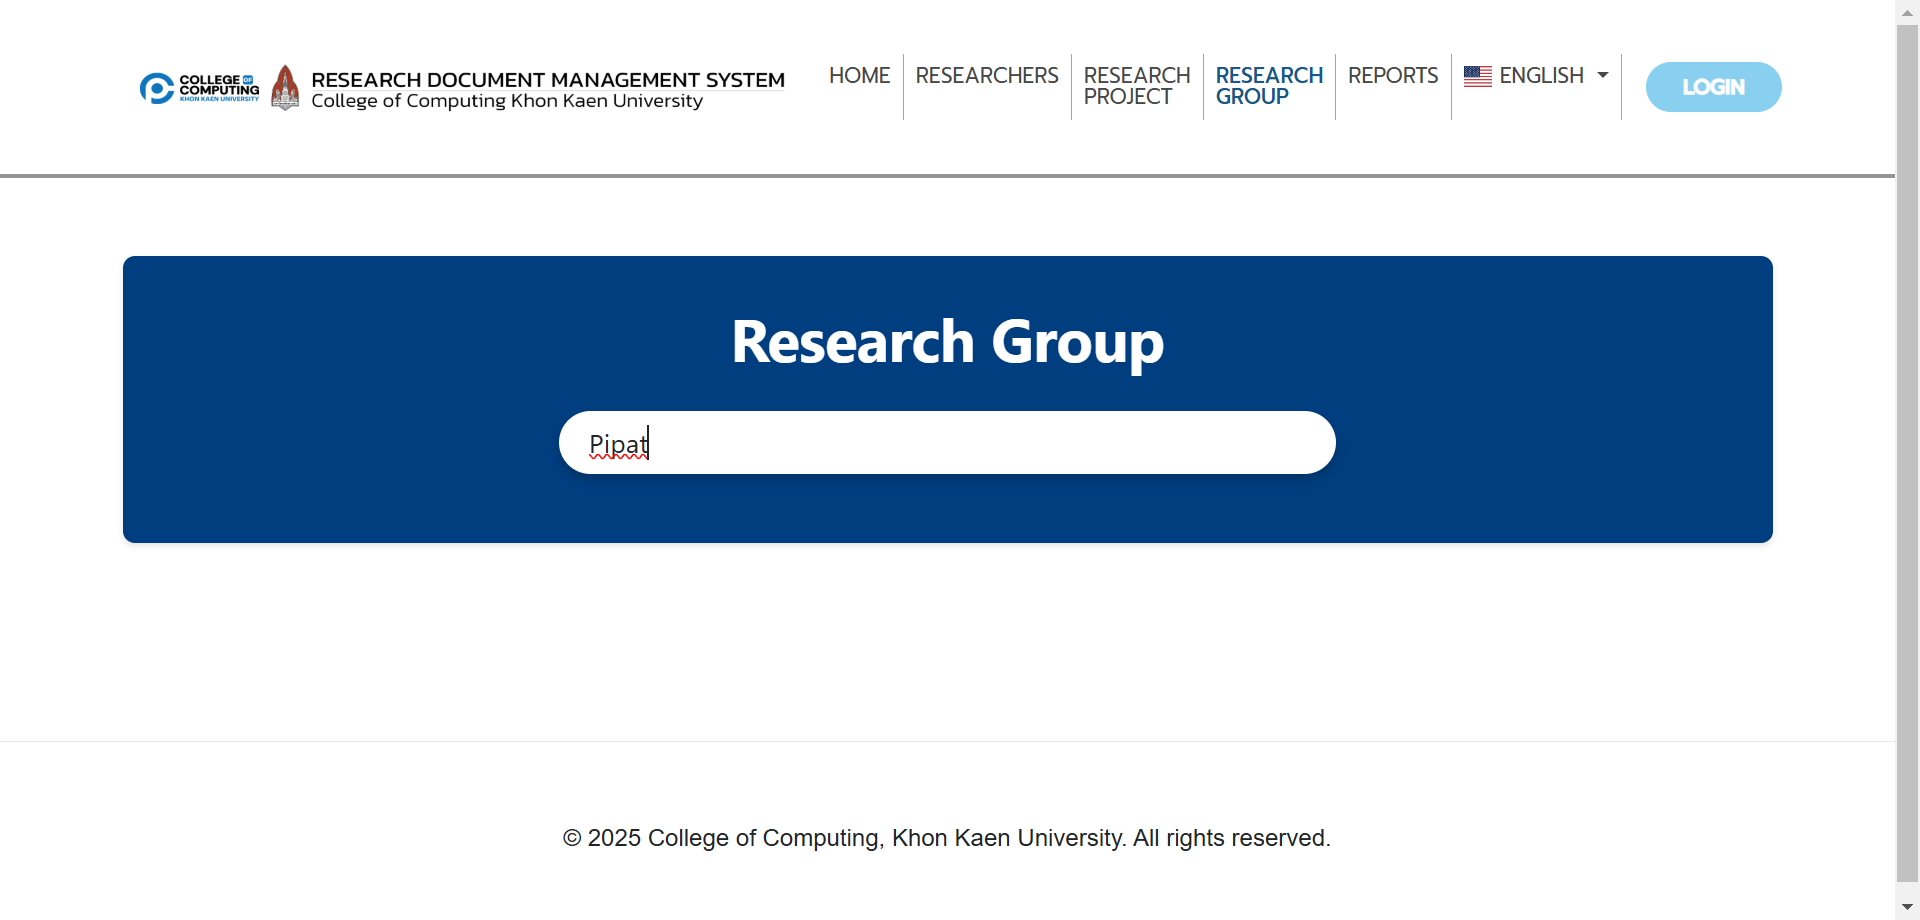 COLLEGE OF
COMPUTING
KHON KAEN UNIVERSITY
RESEARCH DOCUMENT MANAGEMENT SYSTEM
College of Computing Khon Kaen University
HOME
RESEARCHERS
RESEARCH
PROJECT
RESEARCH
GROUP
REPORTS
ENGLISH
LOGIN
Research Group
Pipat
© 2025 College of Computing, Khon Kaen University. All rights reserved.